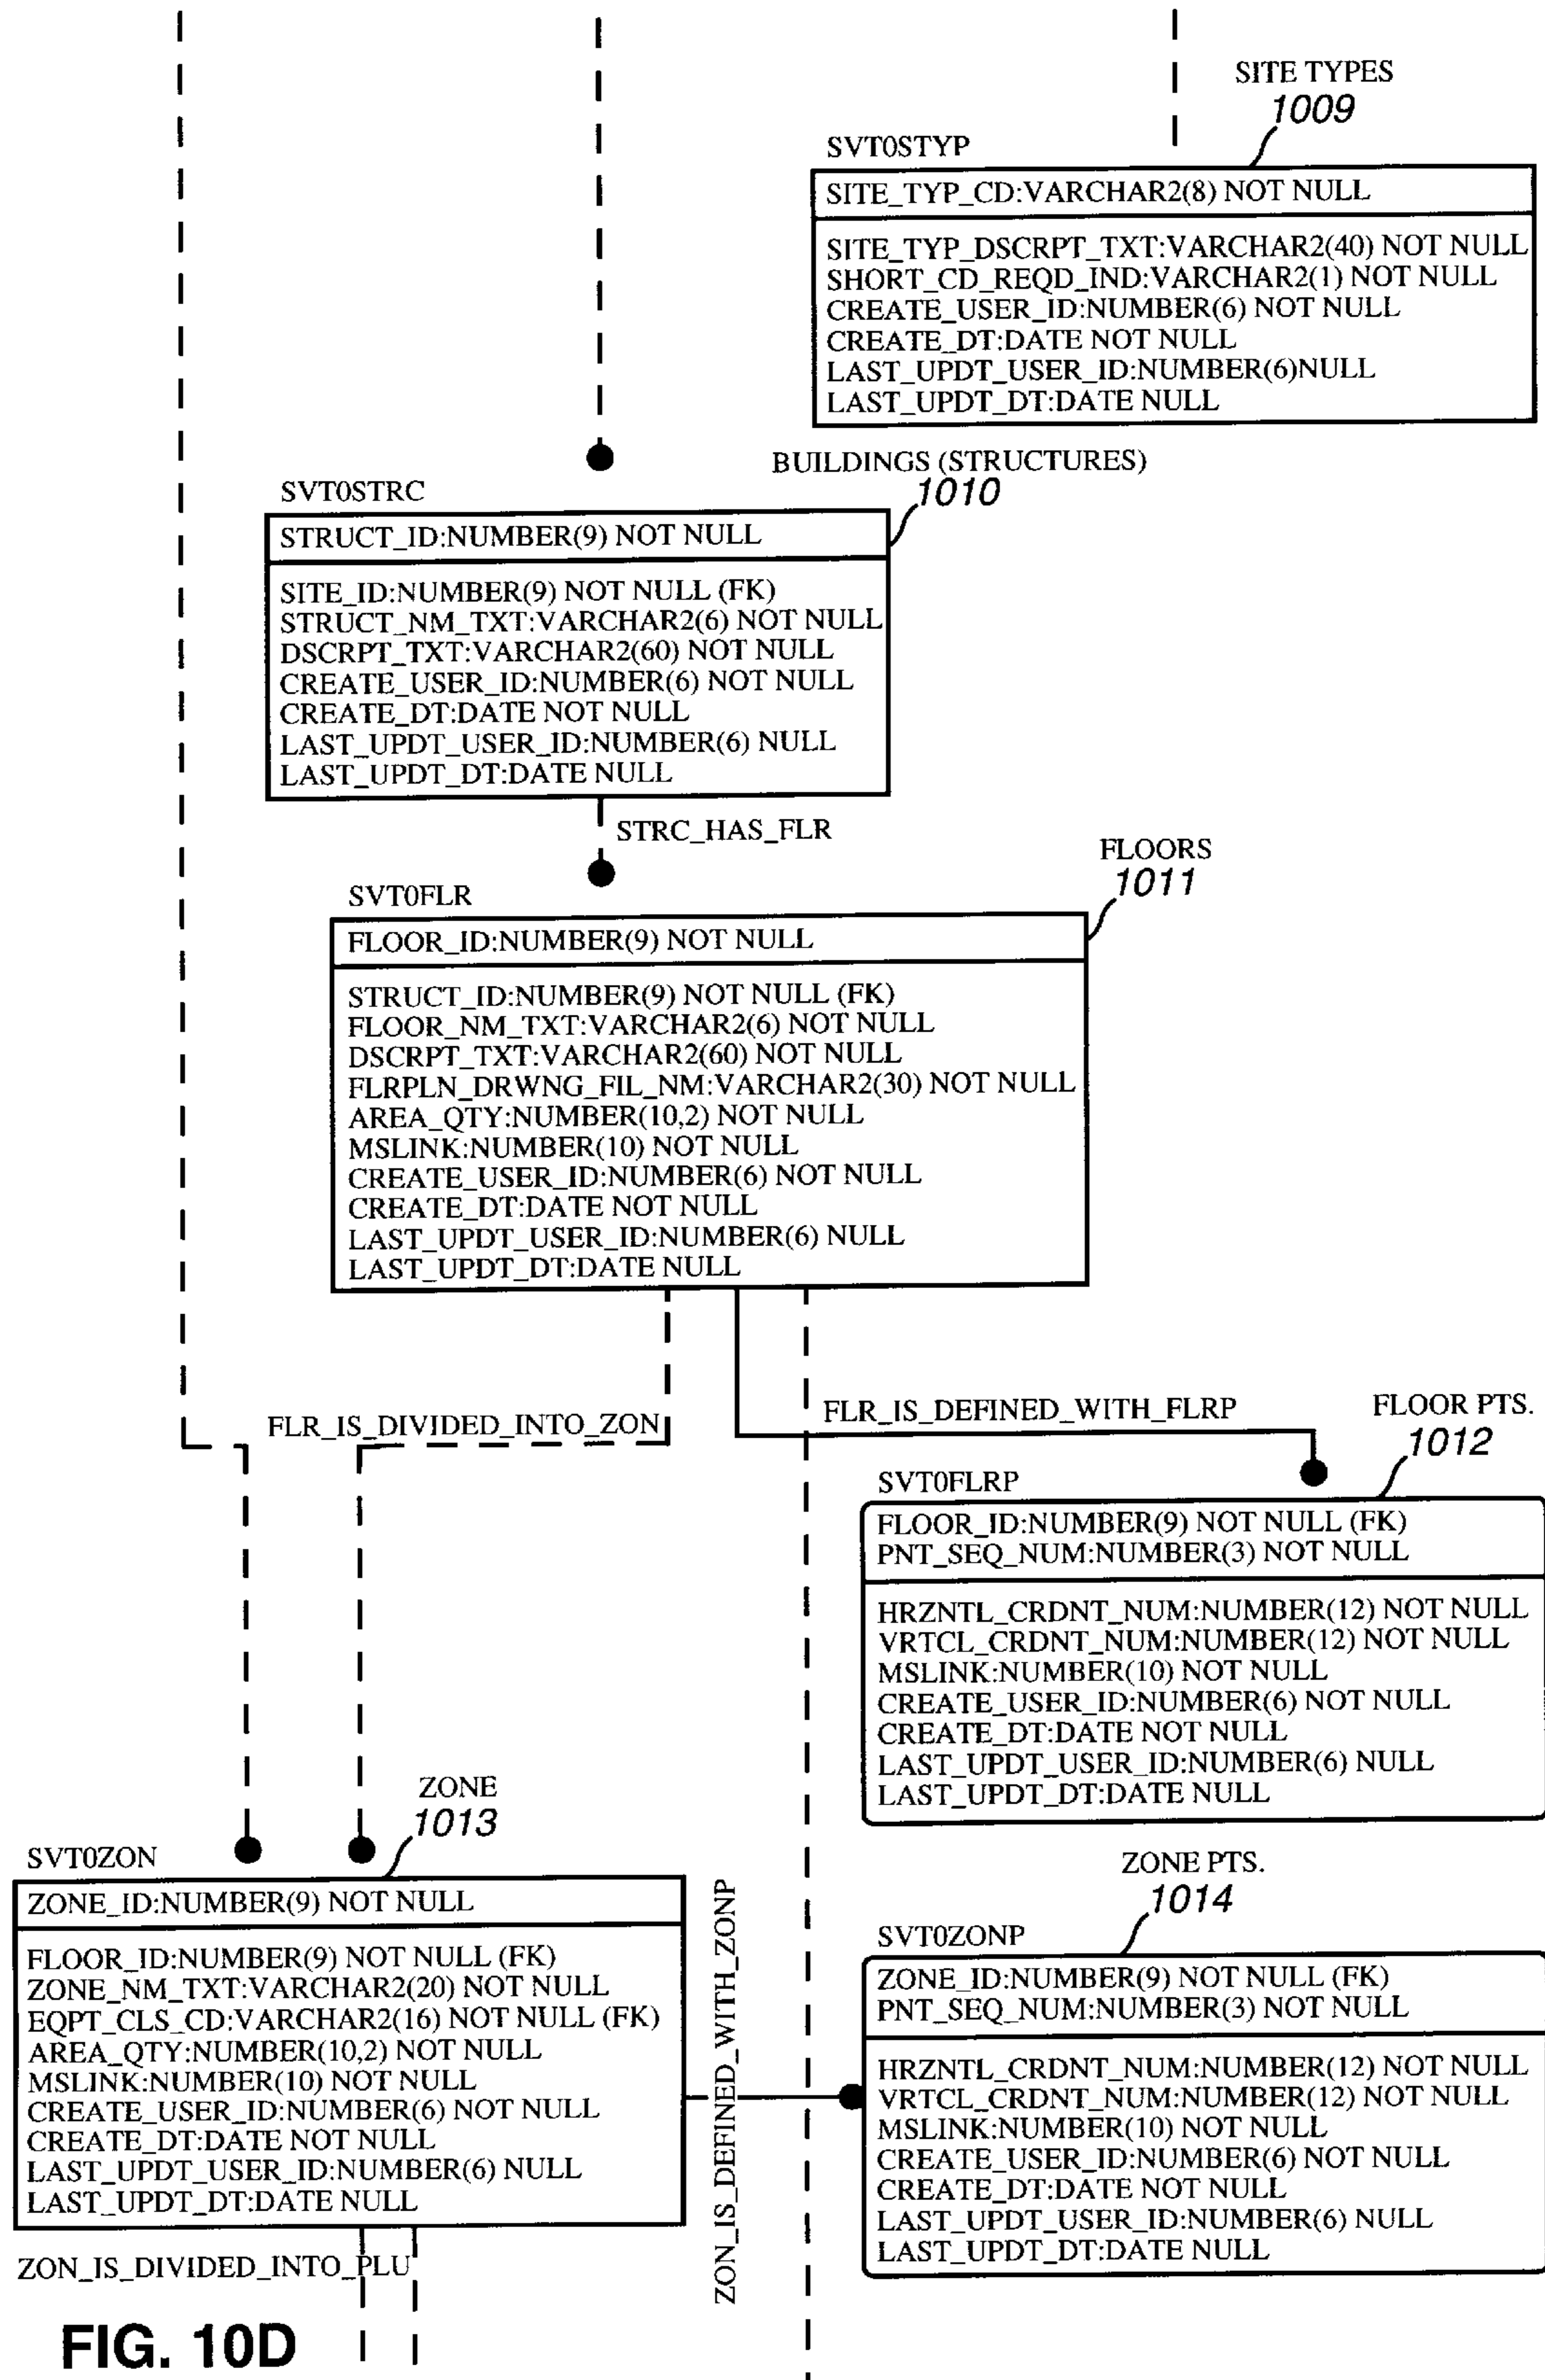 SITE TYPES
1009
SVT0STYP
SITE_TYP_CD:VARCHAR2(8) NOT NULL
SITE_TYP_DSCRPT_TXT:VARCHAR2(40) NOT NULL
SHORT_CD_REQD_IND:VARCHAR2(1) NOT NULL
CREATE_USER_ID:NUMBER(6) NOT NULL
CREATE_DT:DATE NOT NULL
LAST_UPDT_USER_ID:NUMBER(6)NULL
LAST_UPDT_DT:DATE NULL
BUILDINGS (STRUCTURES)
1010
SVT0STRC
STRUCT_ID:NUMBER(9) NOT NULL
SITE_ID:NUMBER(9) NOT NULL (FK)
STRUCT_NM_TXT:VARCHAR2(6) NOT NULL
DSCRPT_TXT:VARCHAR2(60) NOT NULL
CREATE_USER_ID:NUMBER(6) NOT NULL
CREATE_DT:DATE NOT NULL
LAST_UPDT_USER_ID:NUMBER(6) NULL
LAST_UPDT_DT:DATE NULL
STRC_HAS_FLR
FLOORS
1011
SVT0FLR
FLOOR_ID:NUMBER(9) NOT NULL
STRUCT_ID:NUMBER(9) NOT NULL (FK)
FLOOR_NM_TXT:VARCHAR2(6) NOT NULL
DSCRPT_TXT:VARCHAR2(60) NOT NULL
FLRPLN_DRWNG_FIL_NM:VARCHAR2(30) NOT NULL
AREA_QTY:NUMBER(10,2) NOT NULL
MSLINK:NUMBER(10) NOT NULL
CREATE_USER_ID:NUMBER(6) NOT NULL
CREATE_DT:DATE NOT NULL
LAST_UPDT_USER_ID:NUMBER(6) NULL
LAST_UPDT_DT:DATE NULL
FLR_IS_DIVIDED_INTO_ZON
FLR_IS_DEFINED_WITH_FLRP
FLOOR PTS.
1012
SVT0FLRP
FLOOR_ID:NUMBER(9) NOT NULL (FK)
PNT_SEQ_NUM:NUMBER(3) NOT NULL
HRZNTL_CRDNT_NUM:NUMBER(12) NOT NULL
VRTCL_CRDNT_NUM:NUMBER(12) NOT NULL
MSLINK:NUMBER(10) NOT NULL
CREATE_USER_ID:NUMBER(6) NOT NULL
CREATE_DT:DATE NOT NULL
LAST_UPDT_USER_ID:NUMBER(6) NULL
LAST_UPDT_DT:DATE NULL
ZONE
1013
SVT0ZON
ZONE_ID:NUMBER(9) NOT NULL
FLOOR_ID:NUMBER(9) NOT NULL (FK)
ZONE_NM_TXT:VARCHAR2(20) NOT NULL
EQPT_CLS_CD:VARCHAR2(16) NOT NULL (FK)
AREA_QTY:NUMBER(10,2) NOT NULL
MSLINK:NUMBER(10) NOT NULL
CREATE_USER_ID:NUMBER(6) NOT NULL
CREATE_DT:DATE NOT NULL
LAST_UPDT_USER_ID:NUMBER(6) NULL
LAST_UPDT_DT:DATE NULL
ZON_IS_DEFINED_WITH_ZONP
ZONE PTS.
1014
SVT0ZONP
ZONE_ID:NUMBER(9) NOT NULL (FK)
PNT_SEQ_NUM:NUMBER(3) NOT NULL
HRZNTL_CRDNT_NUM:NUMBER(12) NOT NULL
VRTCL_CRDNT_NUM:NUMBER(12) NOT NULL
MSLINK:NUMBER(10) NOT NULL
CREATE_USER_ID:NUMBER(6) NOT NULL
CREATE_DT:DATE NOT NULL
LAST_UPDT_USER_ID:NUMBER(6) NULL
LAST_UPDT_DT:DATE NULL
ZON_IS_DIVIDED_INTO_PLU
FIG. 10D